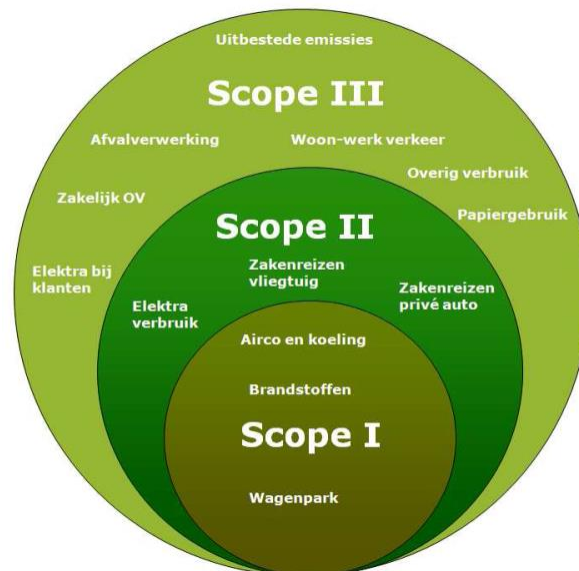 Uitbestede emissies
Scope III
Afvalverwerking
Woon-werk verkeer
Overig verbruik
Zakelijk OV
Papiergebruik
Scope II
Elektra bij
klanten
Zakenreizen
vliegtuig
Zakenreizen
privé auto
Elektra
verbruik
Airco en koeling
Brandstoffen
Scope I
Wagenpark